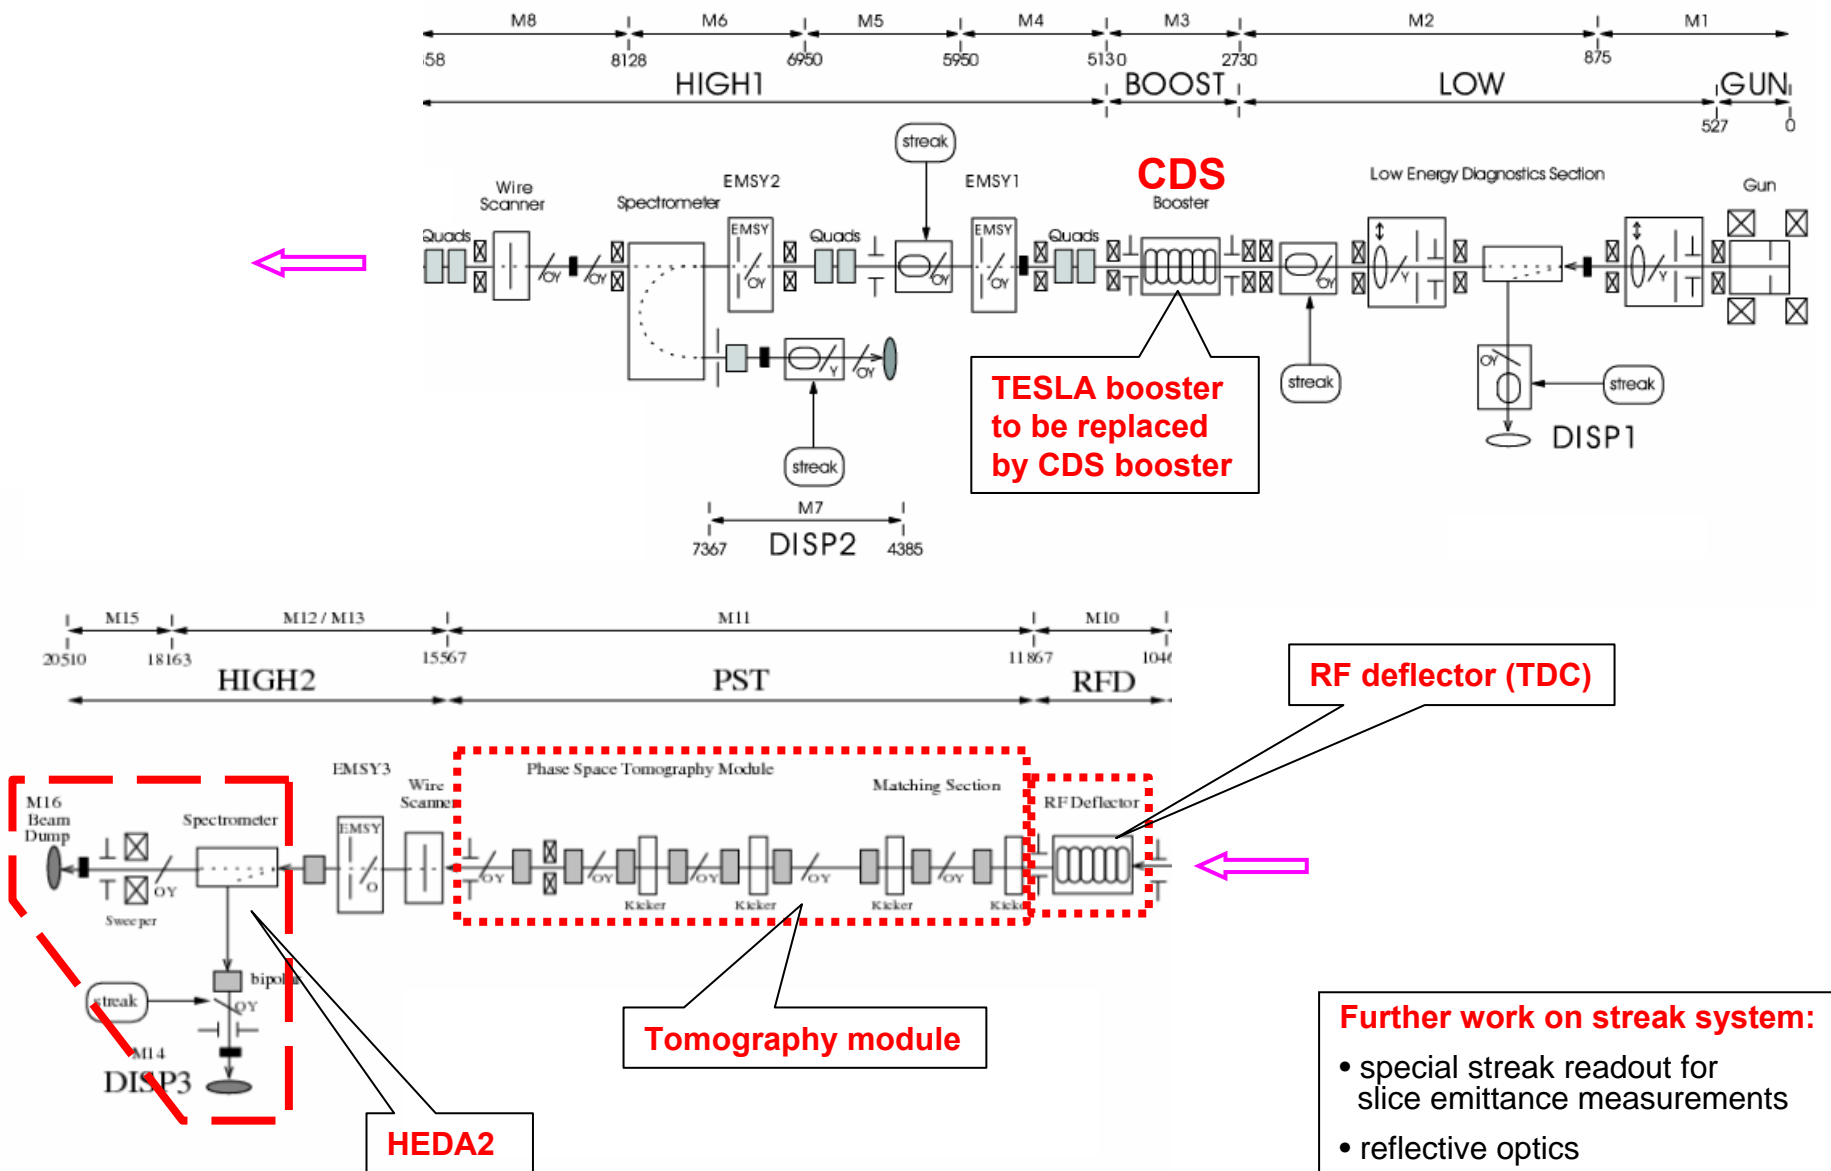 M8 M6 M5 M4 M3 M2 M1
58 8128 6950 5950 5130 2730 875
HIGH1 BOOST LOW GUN
527 0
streak
CDS
Wire
Scanner
Spectrometer
EMSY2
EMSY1
Booster
Low Energy Diagnostics Section
Gun
Quads EMSY Quads EMSY Quads
OY OY OY OY OY OY Y Y
Y OY OY
TESLA booster
to be replaced
by CDS booster
streak
streak
DISP1
streak
M7
7367 DISP2 4385
M15 M12 / M13 M11 M10
20510 18163 15567 11867 1046
HIGH2 PST RFD
RF deflector (TDC)
EMSY3
Phase Space Tomography Module
Wire
Scanner
Matching Section
RF Deflector
M16
Beam
Dump
Spectrometer
EMSY
OY O OY OY OY OY OY
Sweeper
Kicker Kicker Kicker Kicke
bipolar
streak
OY
M14
DISP3
Tomography module
HEDA2
Further work on streak system:
• special streak readout for
slice emittance measurements
• reflective optics